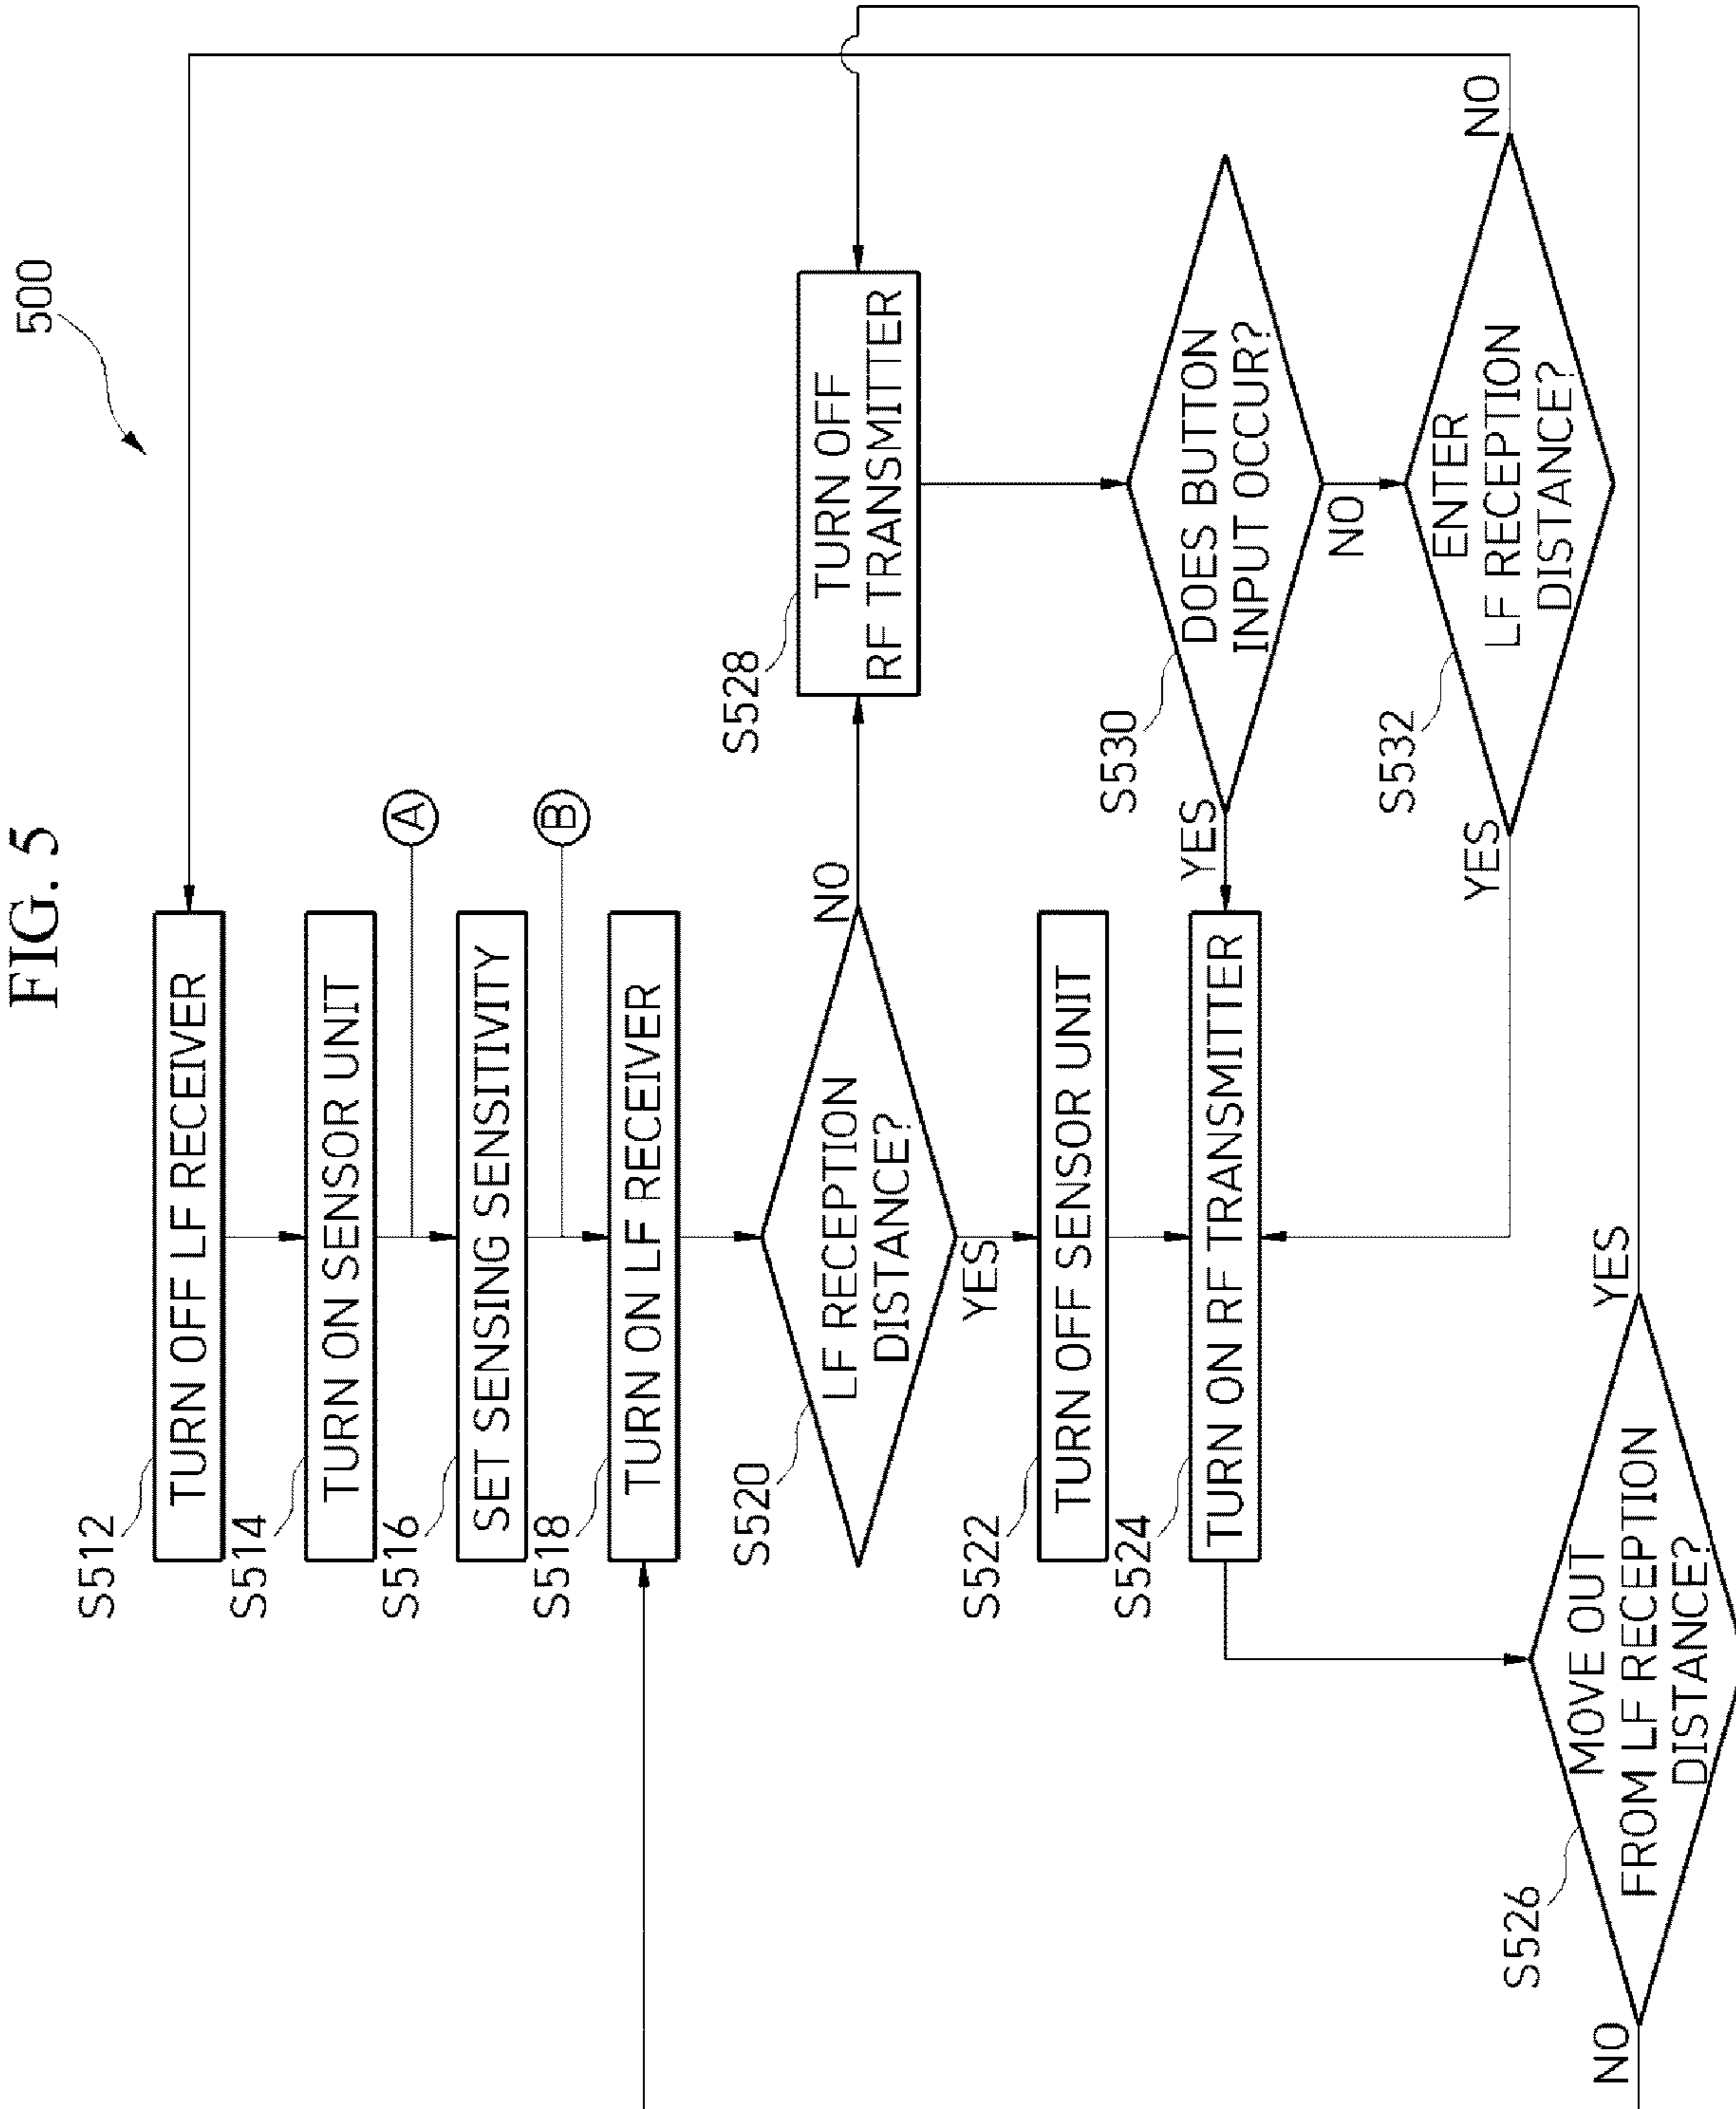 FIG. 5
500
S512
TURN OFF LF RECEIVER
S514
TURN ON SENSOR UNIT
A
S516
SET SENSING SENSITIVITY
B
S518
TURN ON LF RECEIVER
S520
LF RECEPTION
DISTANCE?
NO
YES
S528
TURN OFF
RF TRANSMITTER
S522
TURN OFF SENSOR UNIT
S530
DOES BUTTON
INPUT OCCUR?
YES
NO
S524
TURN ON RF TRANSMITTER
S532
ENTER
LF RECEPTION
DISTANCE?
YES
NO
S526
MOVE OUT
FROM LF RECEPTION
DISTANCE?
NO
YES